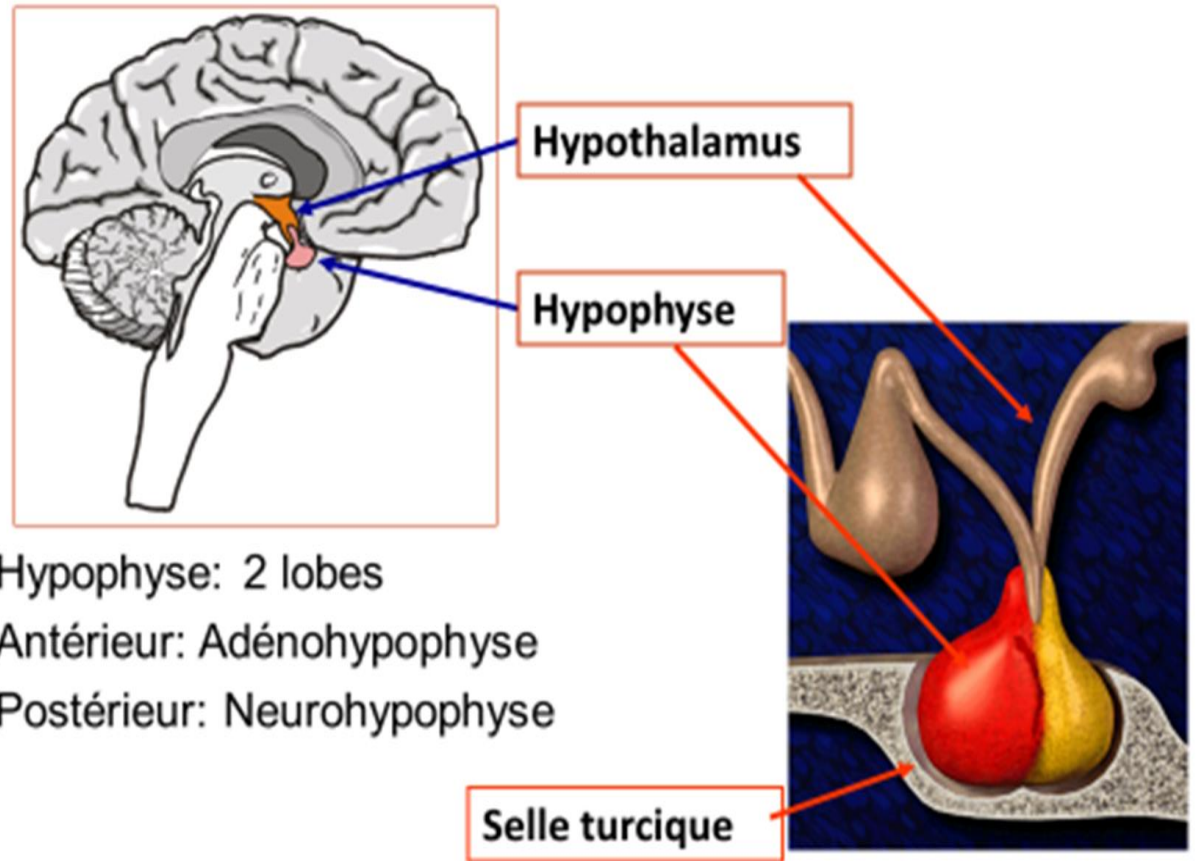 Hypothalamus
Hypophyse
Hypophyse: 2 lobes
Antérieur: Adénohypophyse
Postérieur: Neurohypophyse
Selle turcique